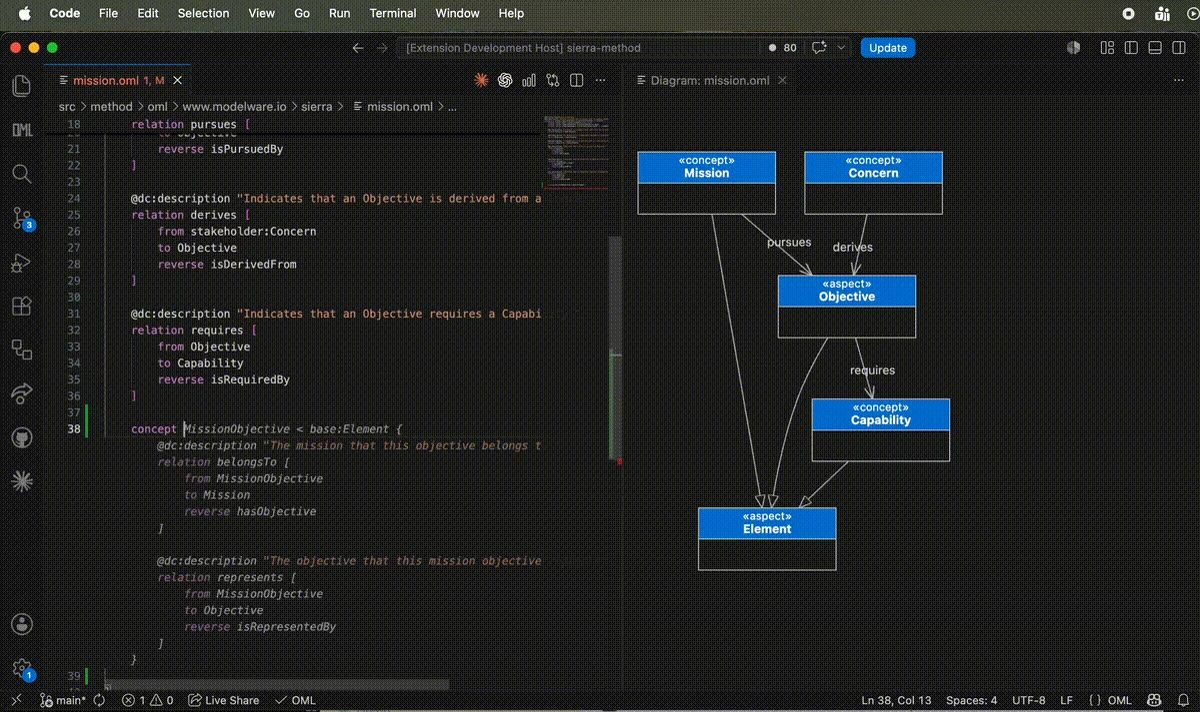 Code File Edit Selection View Go Run Terminal Window Help
[Extension Development Host] sierra-method
80
Update
mission.oml 1, M
Diagram: mission.oml
src > method > oml > www.modelware.io > sierra > mission.oml > ...
OML
18 relation pursues [
21 reverse isPursuedBy
22 ]
23
24 @dc:description "Indicates that an Objective is derived from a
25 relation derives [
26 from stakeholder:Concern
27 to Objective
28 reverse isDerivedFrom
29 ]
30
31 @dc:description "Indicates that an Objective requires a Capabi
32 relation requires [
33 from Objective
34 to Capability
35 reverse isRequiredBy
36 ]
37
38 concept MissionObjective < base:Element {
@dc:description "The mission that this objective belongs t
relation belongsTo [
from MissionObjective
to Mission
reverse hasObjective
]
@dc:description "The objective that this mission objective
relation represents [
from MissionObjective
to Objective
reverse isRepresentedBy
]
}
39
3
1
«concept»
Mission
«concept»
Concern
pursues
derives
«aspect»
Objective
requires
«concept»
Capability
«aspect»
Element
main* 1 0 Live Share OML
Ln 38, Col 13 Spaces: 4 UTF-8 LF { } OML